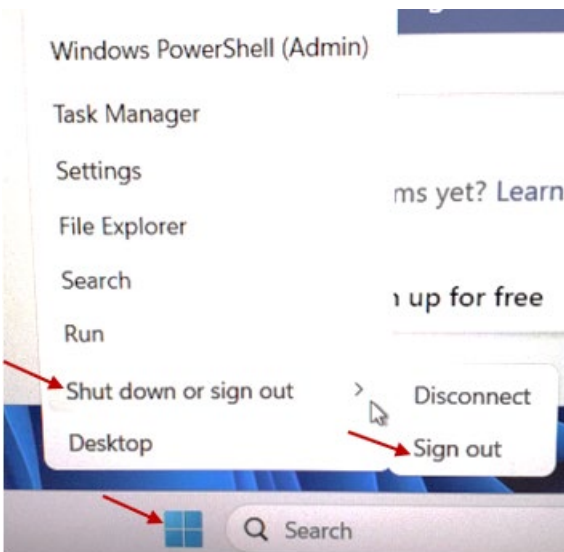 Windows PowerShell (Admin)
Task Manager
Settings
File Explorer
Search
Run
Shut down or sign out
Desktop
ms yet? Learn
up for free
Disconnect
Sign out
Search